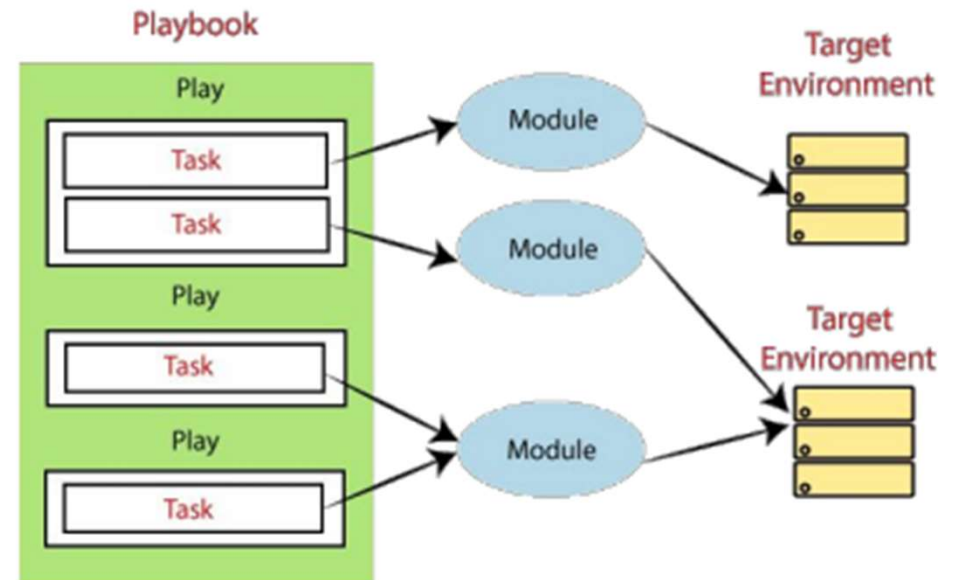 Playbook
Play
Task
Task
Play
Task
Play
Task
Module
Module
Module
Target
Environment
Target
Environment